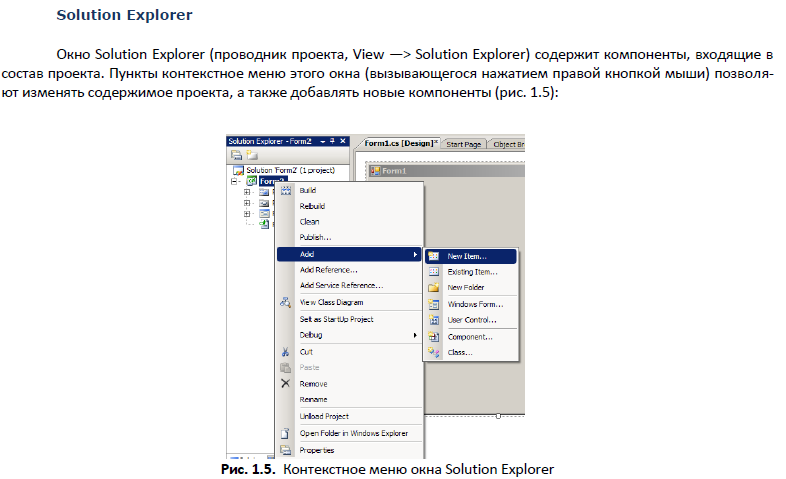 Solution Explorer
Окно Solution Explorer (проводник проекта, View —> Solution Explorer) содержит компоненты, входящие в
состав проекта. Пункты контекстное меню этого окна (вызывающегося нажатием правой кнопкой мыши) позволя-
ют изменять содержимое проекта, а также добавлять новые компоненты (рис. 1.5):
Solution Explorer - Form2
Form1.cs [Design]* Start Page Object Br
Solution 'Form2' (1 project)
Form1
Build
Rebuild
Clean
Publish...
Add
New Item...
Existing Item...
New Folder
Windows Form...
User Control...
Component...
Class...
Add Reference...
Add Service Reference...
View Class Diagram
Set as StartUp Project
Debug
Cut
Paste
Remove
Rename
Unload Project
Open Folder in Windows Explorer
Properties
Рис. 1.5. Контекстное меню окна Solution Explorer